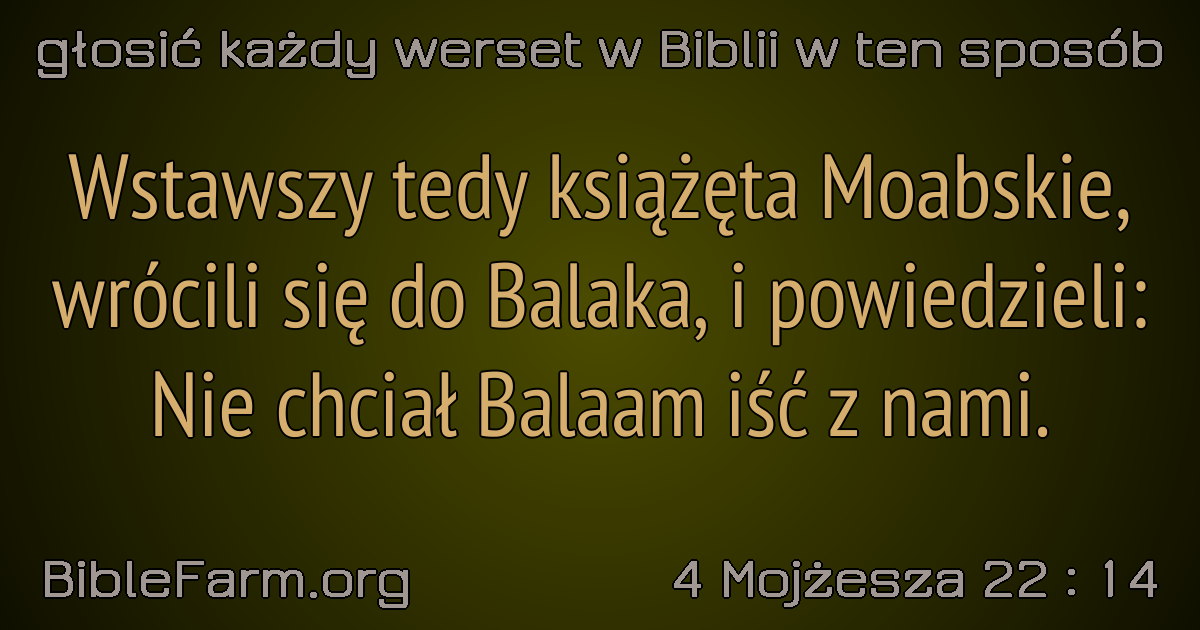 głosić każdy werset w Biblii w ten sposób
Wstawszy tedy książęta Moabskie,
wrócili się do Balaka, i powiedzieli:
Nie chciał Balaam iść z nami.
BibleFarm.org
4 Mojżesza 22 : 14